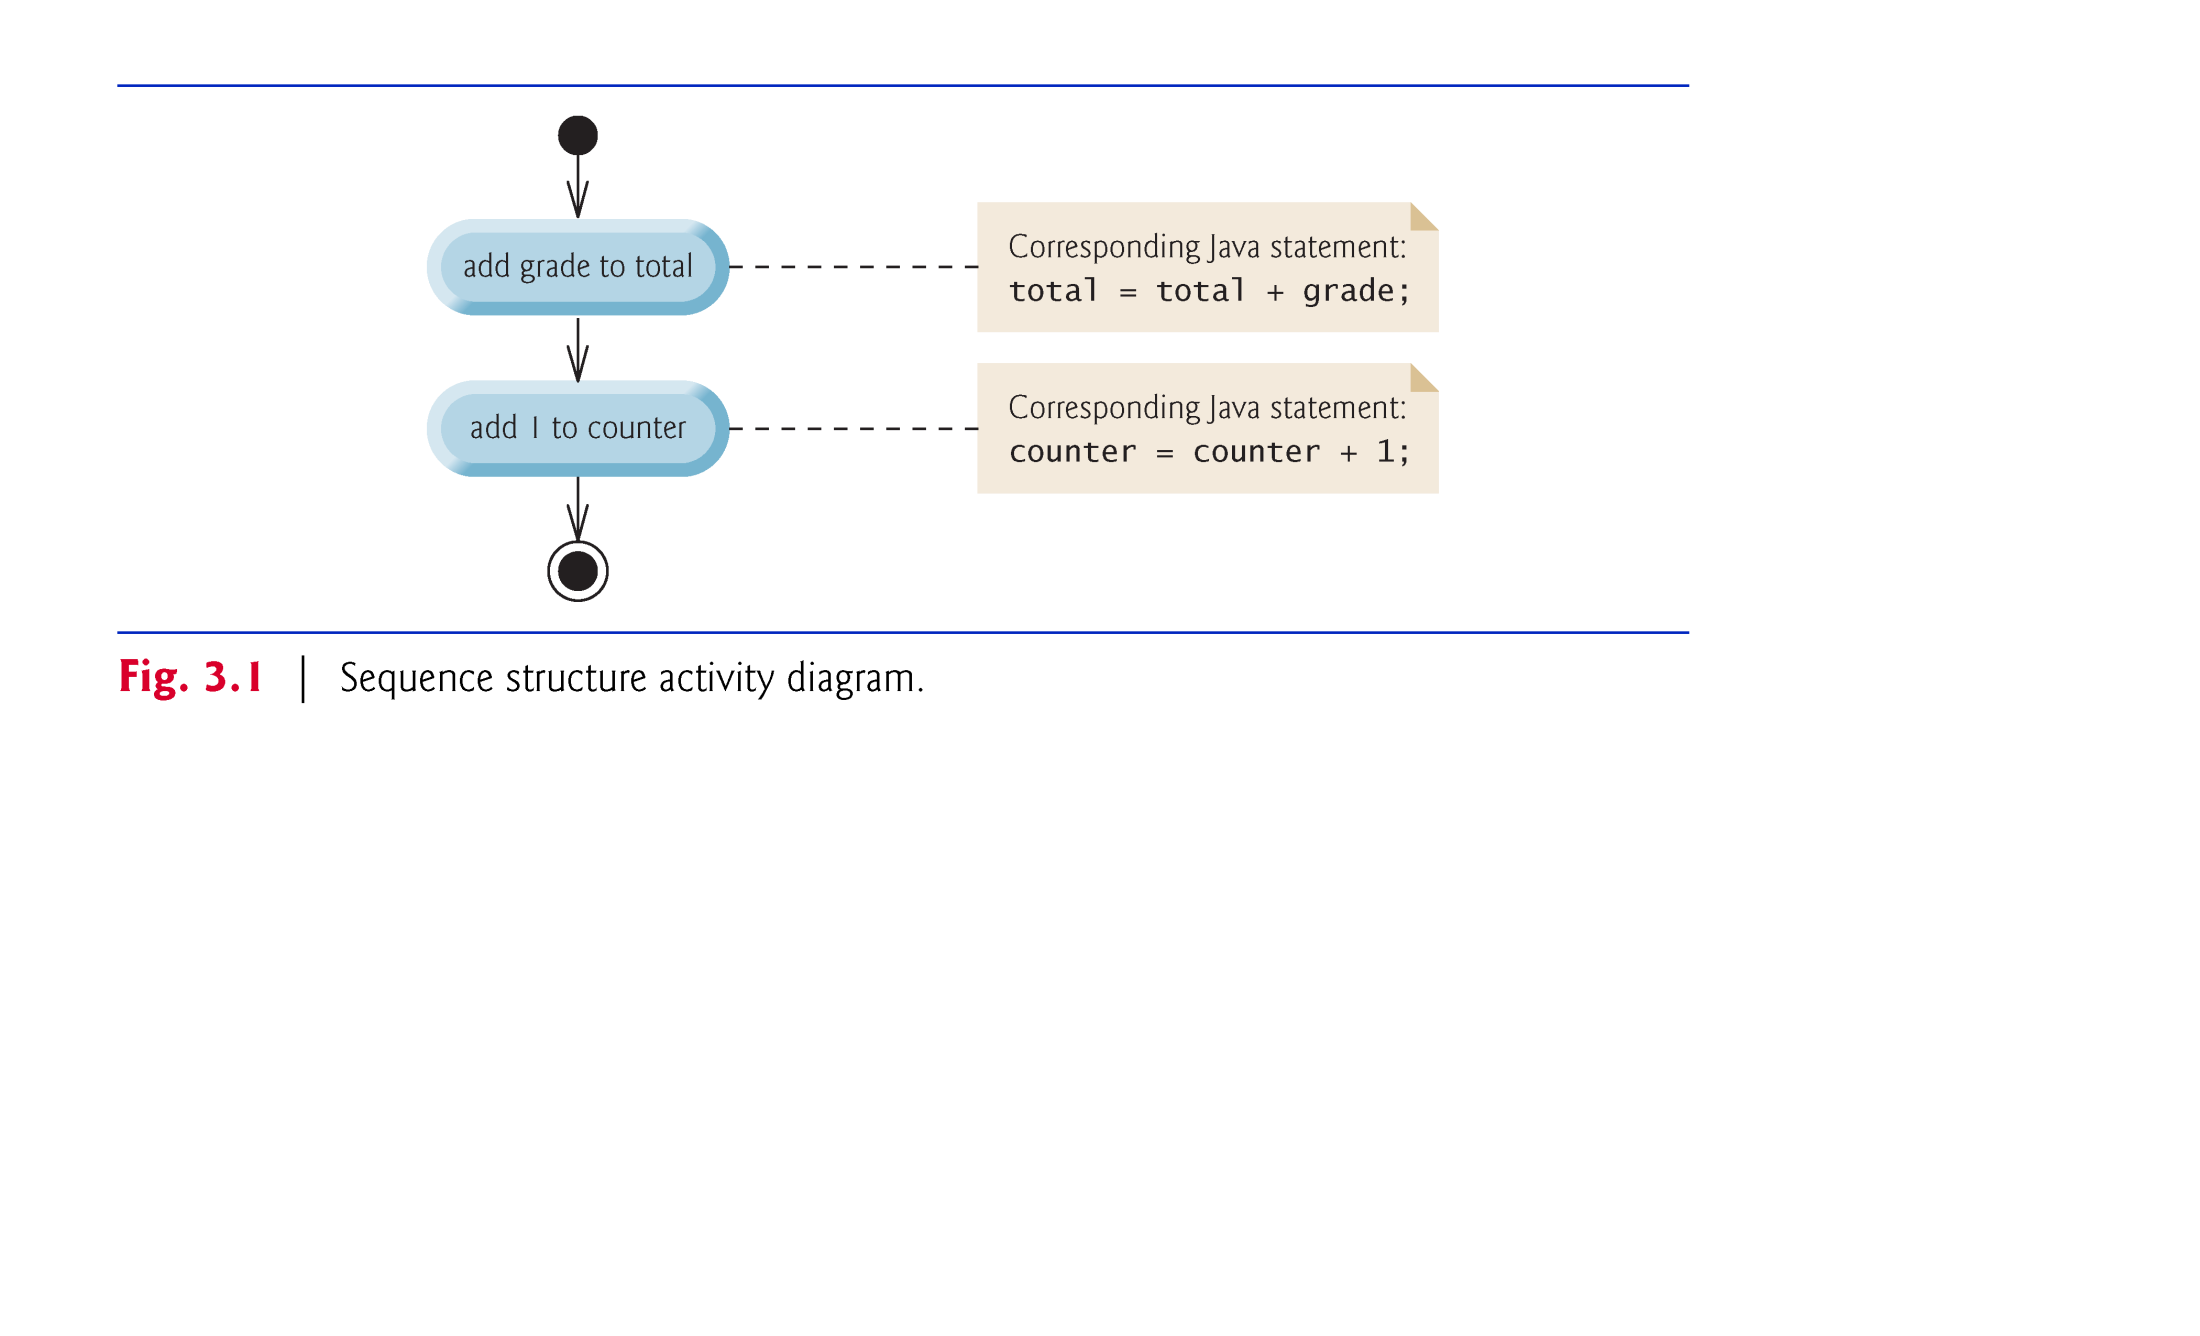 add grade to total
Corresponding Java statement:
total = total + grade;
add 1 to counter
Corresponding Java statement:
counter = counter + 1;
Fig. 3.1 | Sequence structure activity diagram.